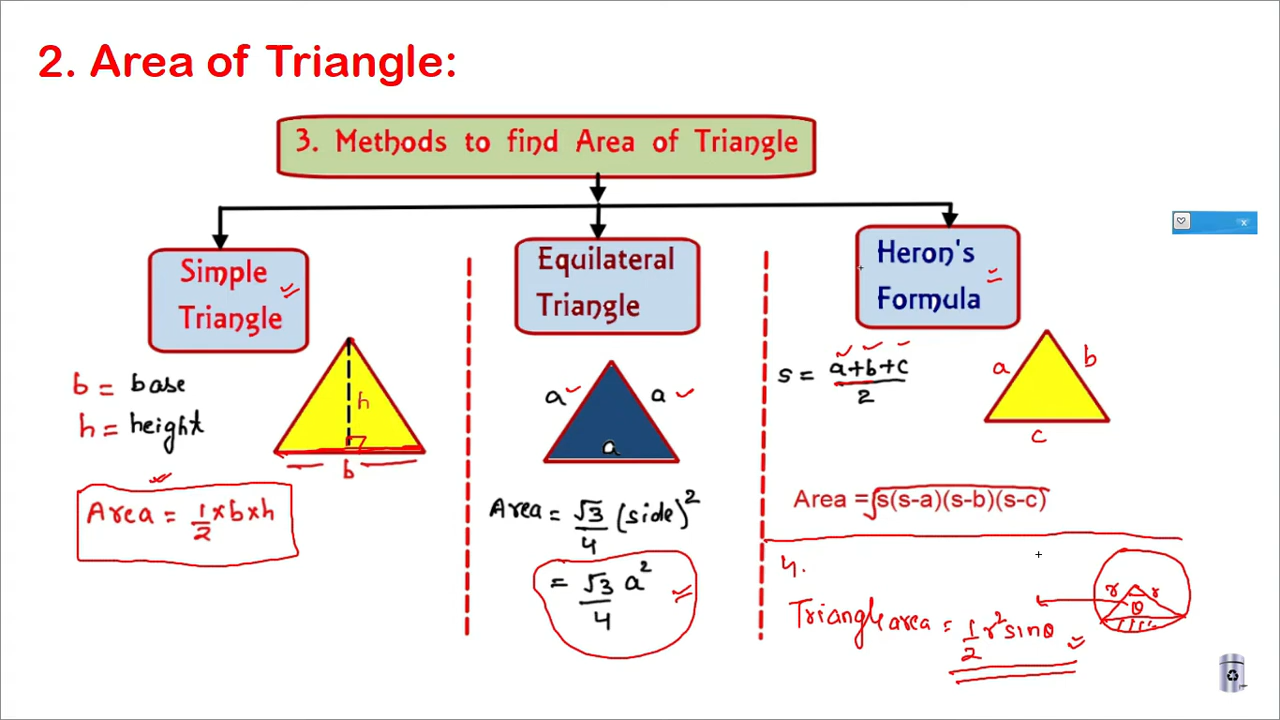 2. Area of Triangle:
3. Methods to find Area of Triangle
Simple
Triangle
b = base
h = height
h
b
Area = 1/2 × b × h
Equilateral
Triangle
a
a
a
Area = √3/4 (side)²
= √3/4 a²
Heron's
Formula
s = a+b+c/2
a
b
c
Area = √s(s-a)(s-b)(s-c)
4.
Triangle area = 1/2 r² sinθ
r
r
θ
x